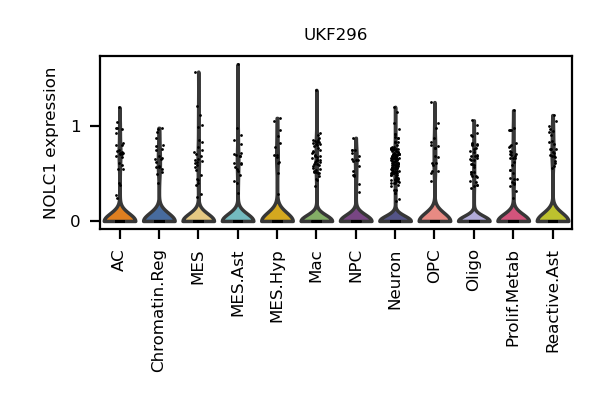 UKF296
NOLC1 expression
1
0
AC
Chromatin.Reg
MES
MES.Ast
MES.Hyp
Mac
NPC
Neuron
OPC
Oligo
Prolif.Metab
Reactive.Ast